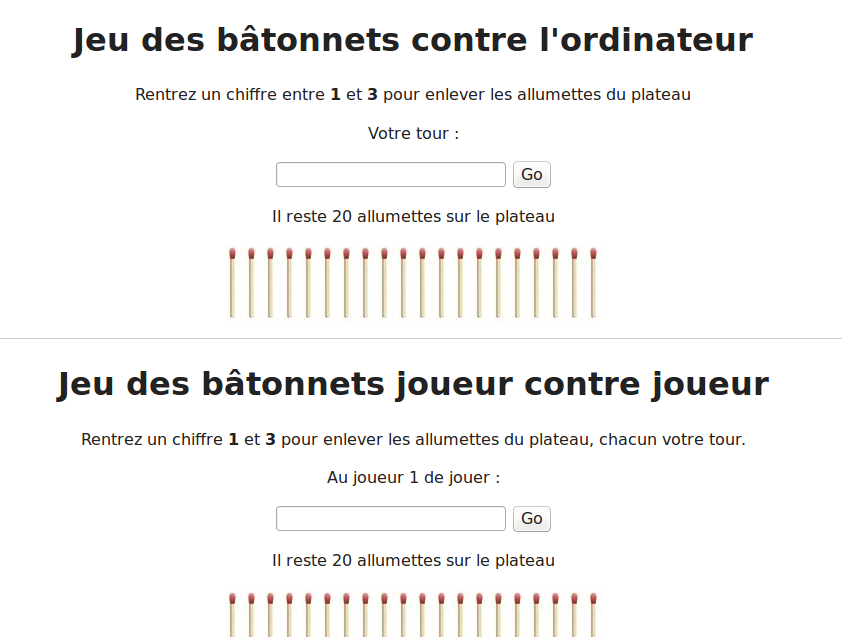 Jeu des bâtonnets contre l'ordinateur
Rentrez un chiffre entre 1 et 3 pour enlever les allumettes du plateau
Votre tour :
Go
Il reste 20 allumettes sur le plateau
Jeu des bâtonnets joueur contre joueur
Rentrez un chiffre 1 et 3 pour enlever les allumettes du plateau, chacun votre tour.
Au joueur 1 de jouer :
Go
Il reste 20 allumettes sur le plateau